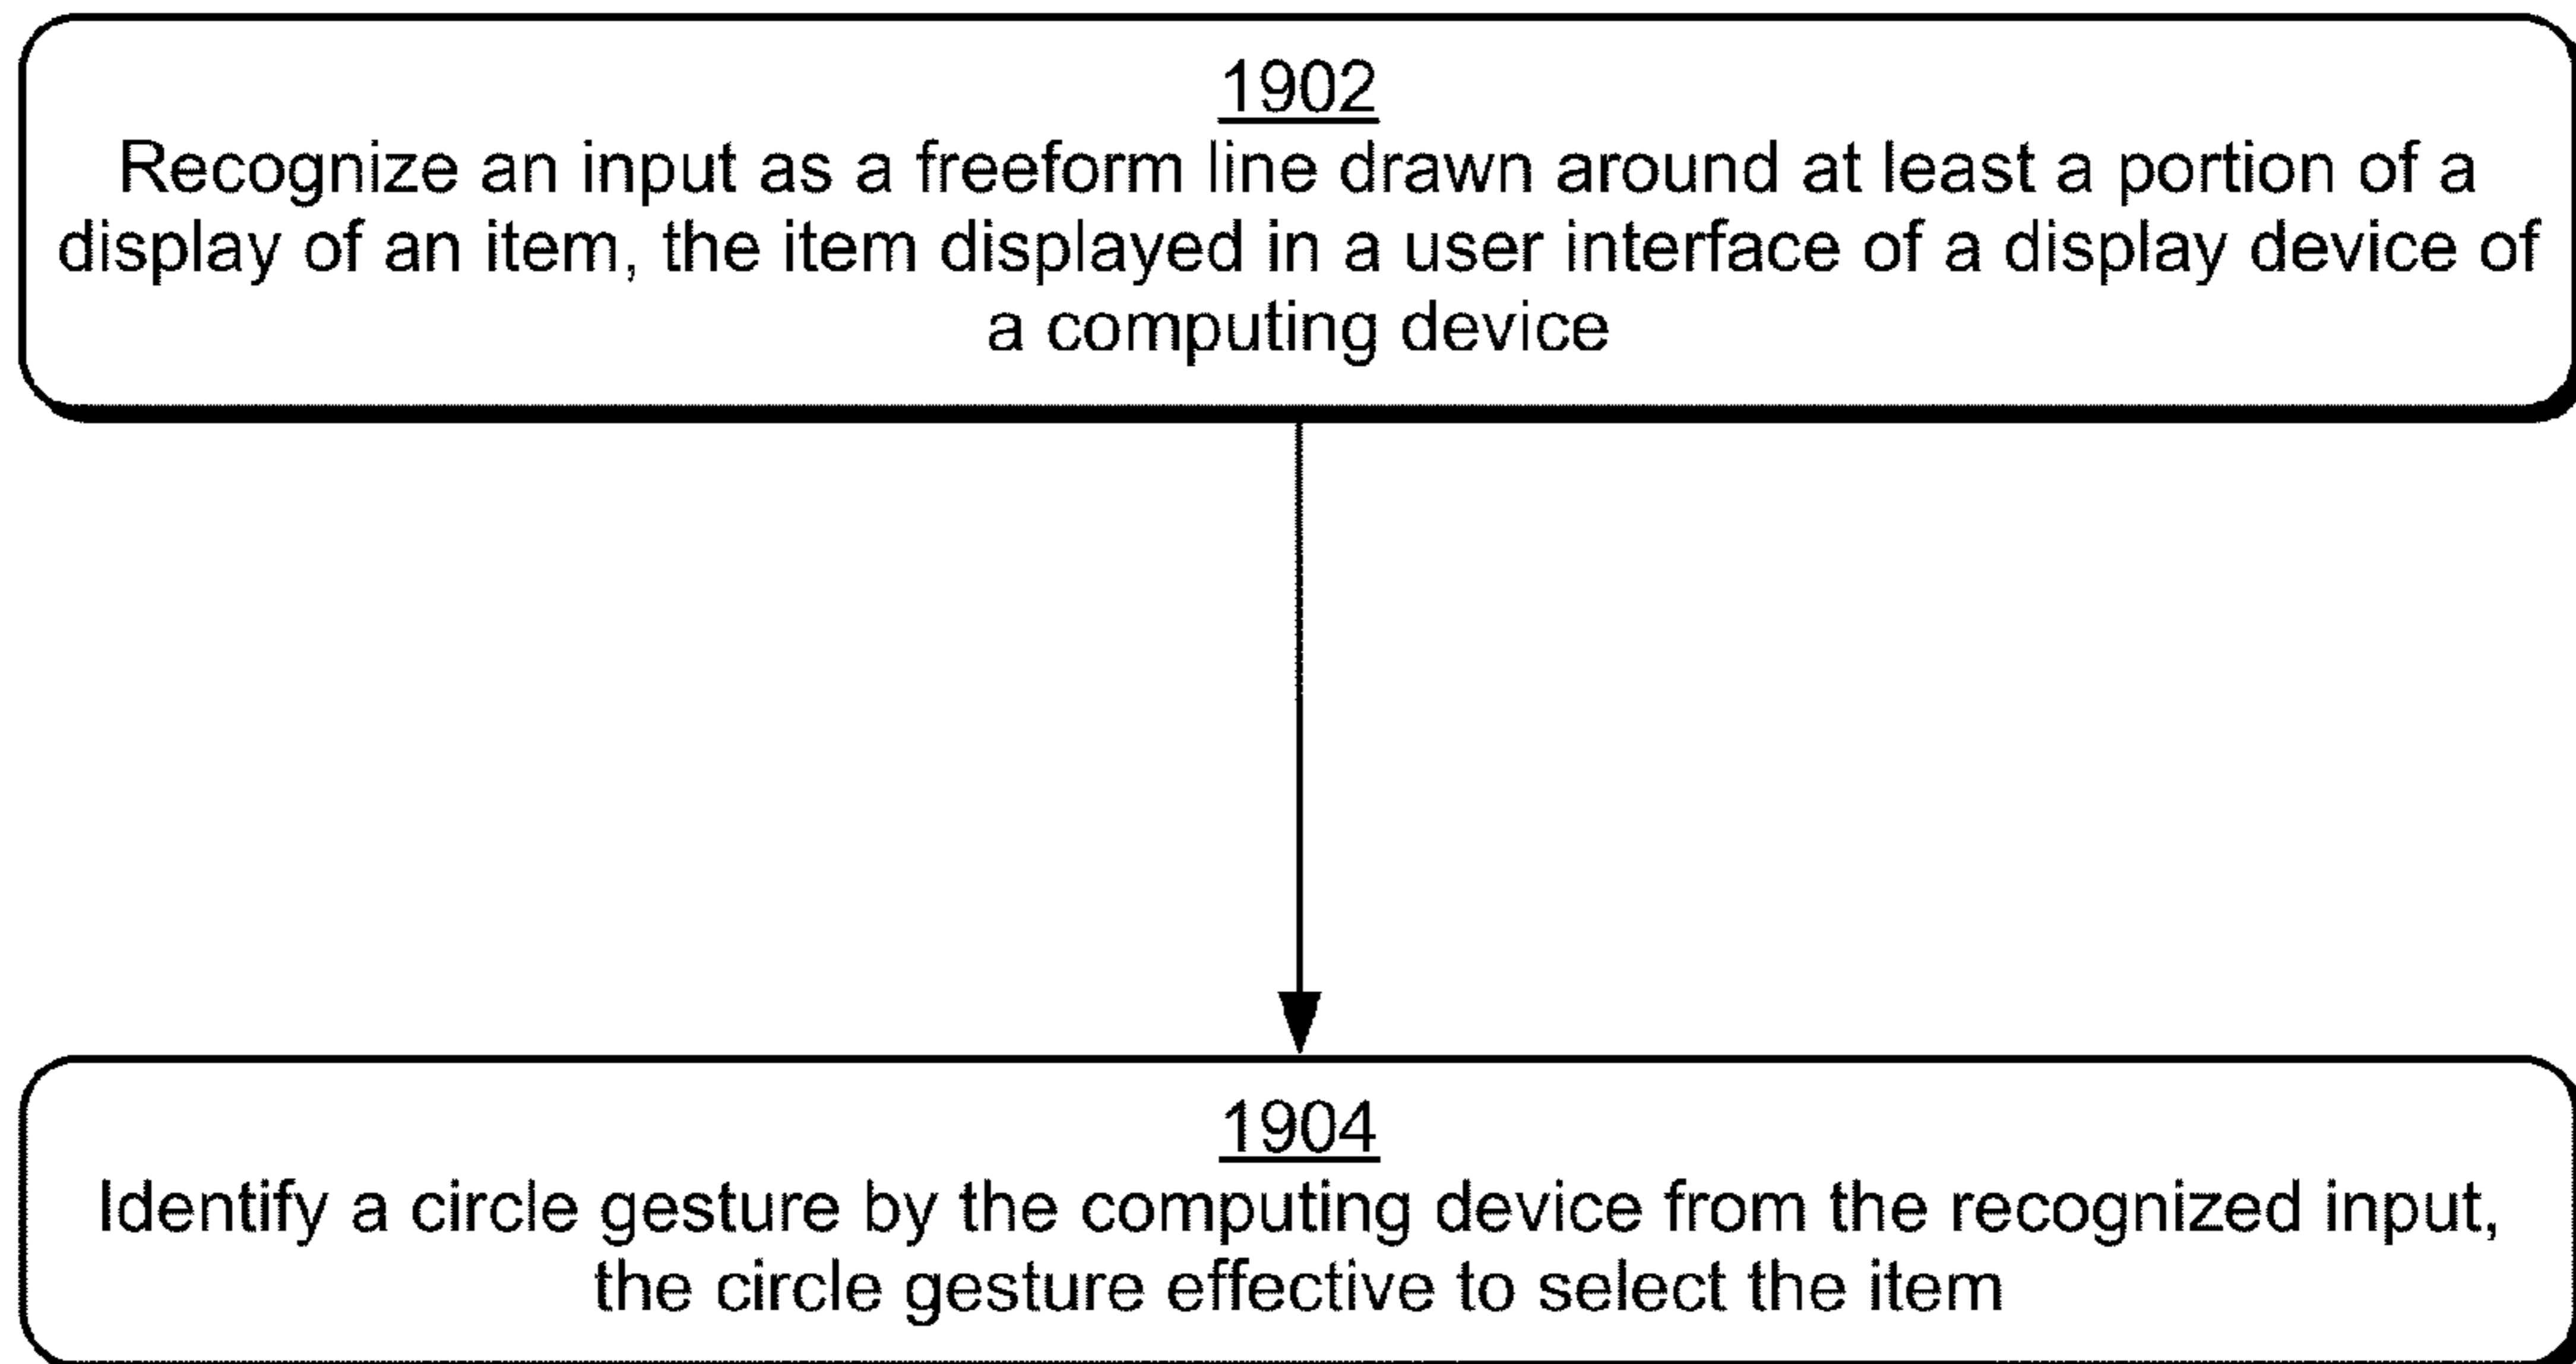 1902
Recognize an input as a freeform line drawn around at least a portion of a
display of an item, the item displayed in a user interface of a display device of
a computing device
1904
Identify a circle gesture by the computing device from the recognized input,
the circle gesture effective to select the item